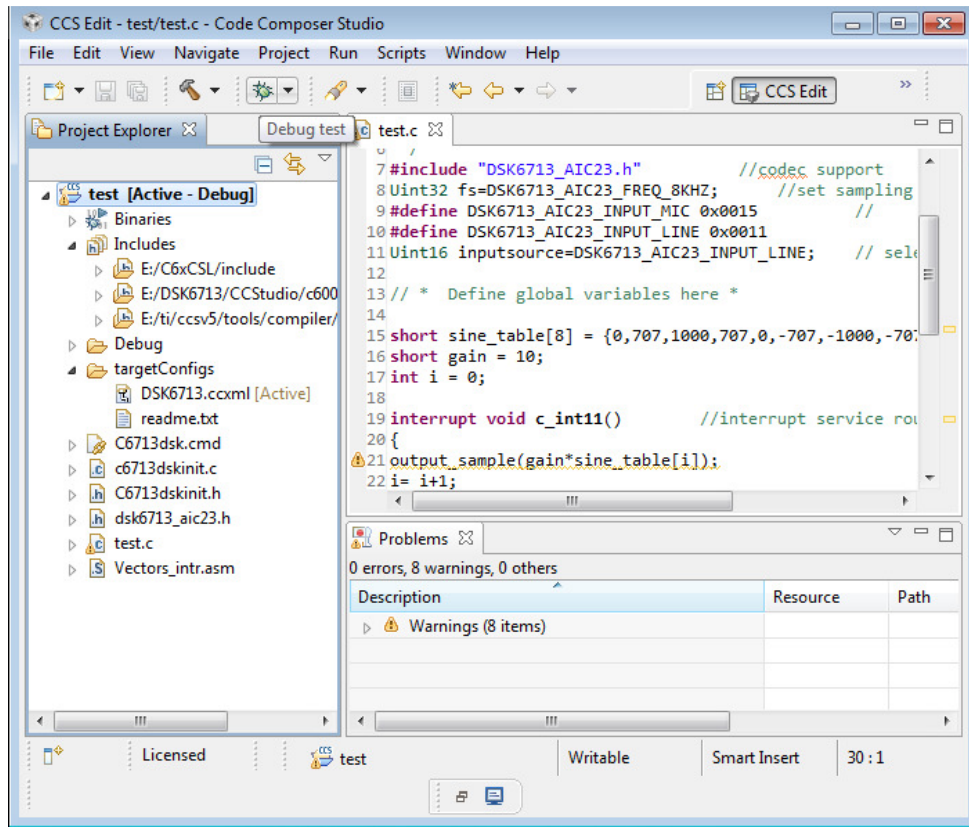 CCS Edit - test/test.c - Code Composer Studio
File Edit View Navigate Project Run Scripts Window Help
CCS Edit
Project Explorer
Debug test
test.c
test [Active - Debug]
Binaries
Includes
E:/C6xCSL/include
E:/DSK6713/CCStudio/c600
E:/ti/ccsv5/tools/compiler/
Debug
targetConfigs
DSK6713.ccxml [Active]
readme.txt
C6713dsk.cmd
c6713dskinit.c
C6713dskinit.h
dsk6713_aic23.h
test.c
Vectors_intr.asm
7 #include "DSK6713_AIC23.h" //codec support
8 Uint32 fs=DSK6713_AIC23_FREQ_8KHZ; //set sampling
9 #define DSK6713_AIC23_INPUT_MIC 0x0015 //
10 #define DSK6713_AIC23_INPUT_LINE 0x0011
11 Uint16 inputsource=DSK6713_AIC23_INPUT_LINE; // sele
12
13 // * Define global variables here *
14
15 short sine_table[8] = {0,707,1000,707,0,-707,-1000,-707
16 short gain = 10;
17 int i = 0;
18
19 interrupt void c_int11() //interrupt service rou
20 {
21 output_sample(gain*sine_table[i]);
22 i= i+1;
Problems
0 errors, 8 warnings, 0 others
Description Resource Path
Warnings (8 items)
Licensed test Writable Smart Insert 30 : 1